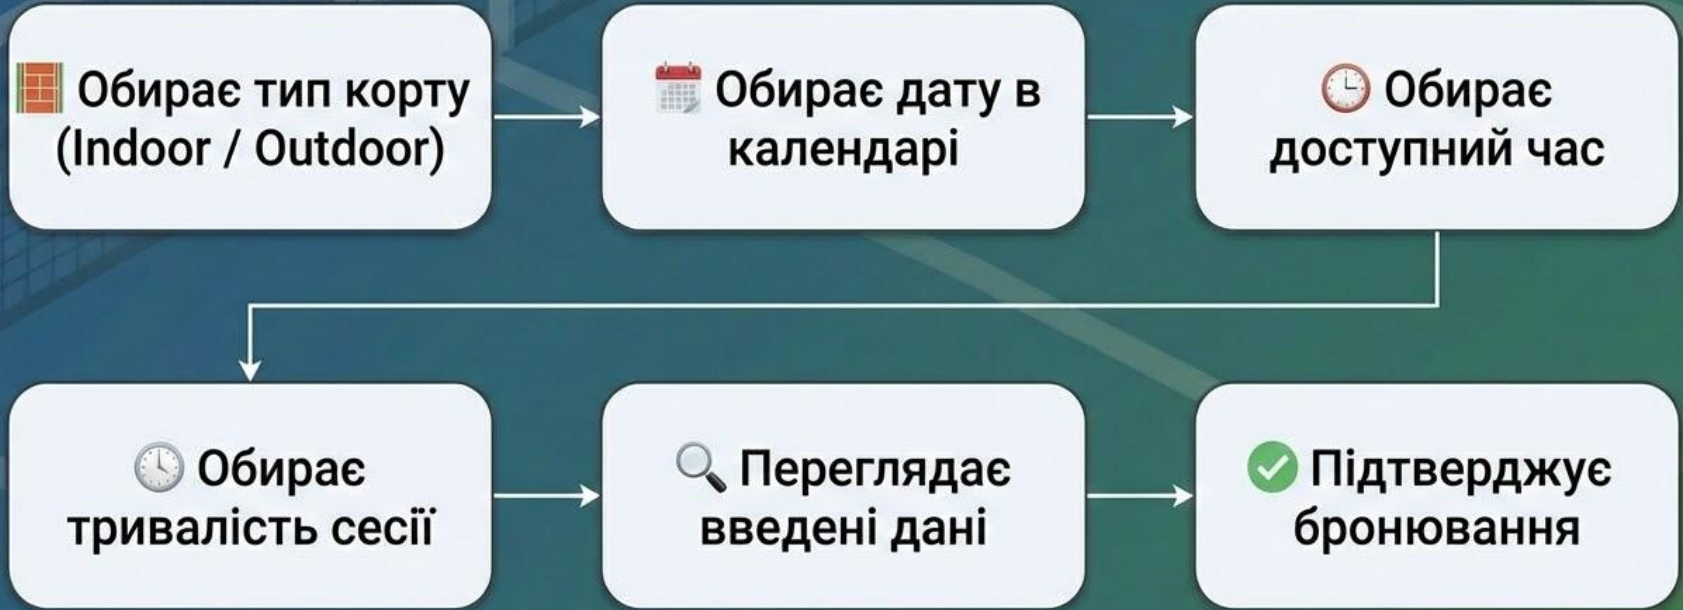 Обирає тип корту
(Indoor / Outdoor)
Обирає дату в
календарі
Обирає
доступний час
Обирає
тривалість сесії
Переглядає
введені дані
Підтверджує
бронювання